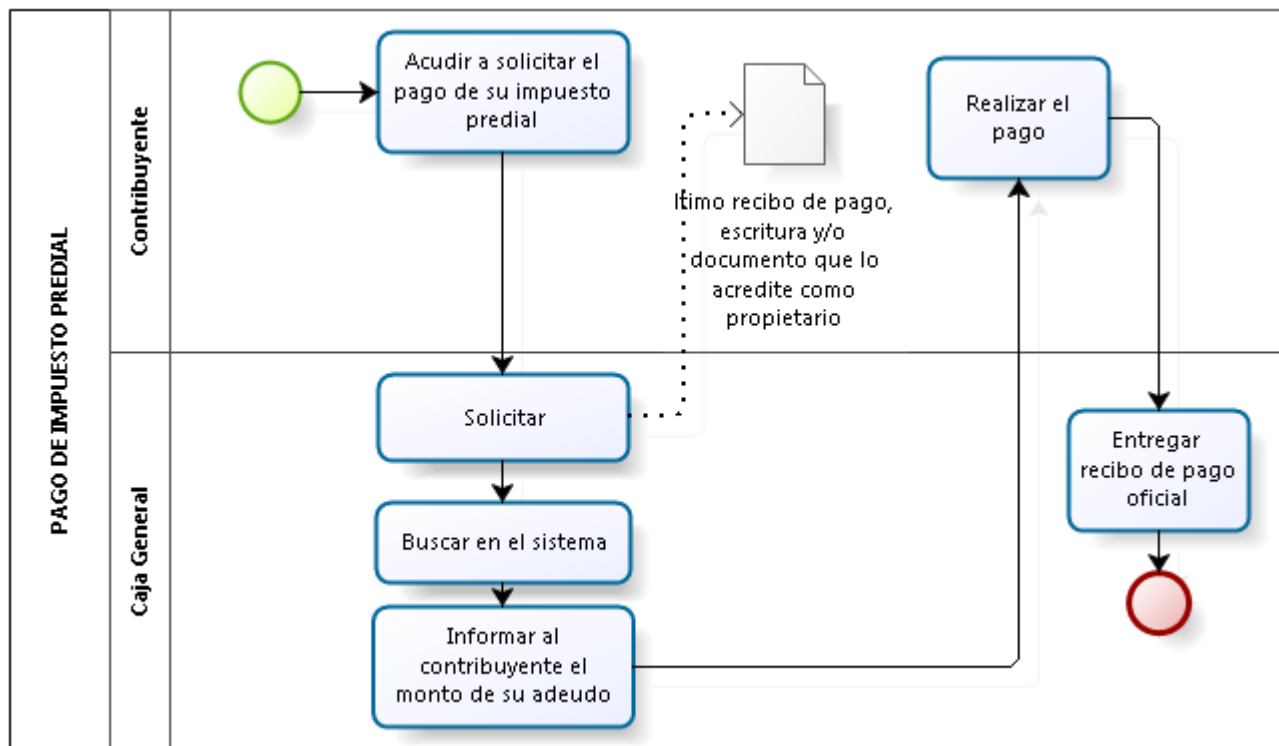 PAGO DE IMPUESTO PREDIAL
Contribuyente
Acudir a solicitar el
pago de su impuesto
predial
ltimo recibo de pago,
escritura y/o
documento que lo
acredite como
propietario
Realizar el
pago
Caja General
Solicitar
Buscar en el sistema
Informar al
contribuyente el
monto de su adeudo
Entregar
recibo de pago
oficial